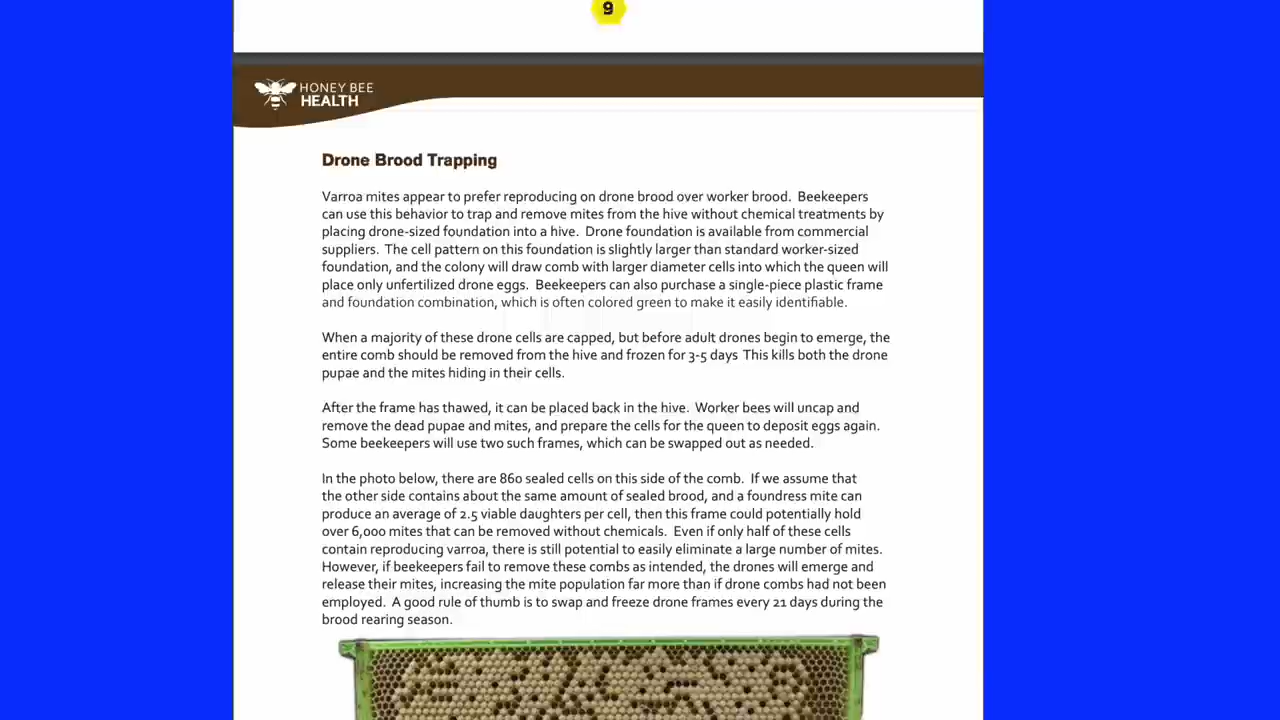 9
HONEY BEE
HEALTH
Drone Brood Trapping
Varroa mites appear to prefer reproducing on drone brood over worker brood.  Beekeepers
can use this behavior to trap and remove mites from the hive without chemical treatments by
placing drone-sized foundation into a hive.  Drone foundation is available from commercial
suppliers.  The cell pattern on this foundation is slightly larger than standard worker-sized
foundation, and the colony will draw comb with larger diameter cells into which the queen will
place only unfertilized drone eggs.  Beekeepers can also purchase a single-piece plastic frame
and foundation combination, which is often colored green to make it easily identifiable.
When a majority of these drone cells are capped, but before adult drones begin to emerge, the
entire comb should be removed from the hive and frozen for 3-5 days  This kills both the drone
pupae and the mites hiding in their cells.
After the frame has thawed, it can be placed back in the hive.  Worker bees will uncap and
remove the dead pupae and mites, and prepare the cells for the queen to deposit eggs again.
Some beekeepers will use two such frames, which can be swapped out as needed.
In the photo below, there are 860 sealed cells on this side of the comb.  If we assume that
the other side contains about the same amount of sealed brood, and a foundress mite can
produce an average of 2.5 viable daughters per cell, then this frame could potentially hold
over 6,000 mites that can be removed without chemicals.  Even if only half of these cells
contain reproducing varroa, there is still potential to easily eliminate a large number of mites.
However, if beekeepers fail to remove these combs as intended, the drones will emerge and
release their mites, increasing the mite population far more than if drone combs had not been
employed.  A good rule of thumb is to swap and freeze drone frames every 21 days during the
brood rearing season.